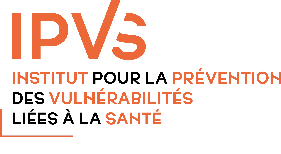 IPVS
INSTITUT POUR LA PRÉVENTION
DES VULNÉRABILITÉS
LIÉES À LA SANTÉ